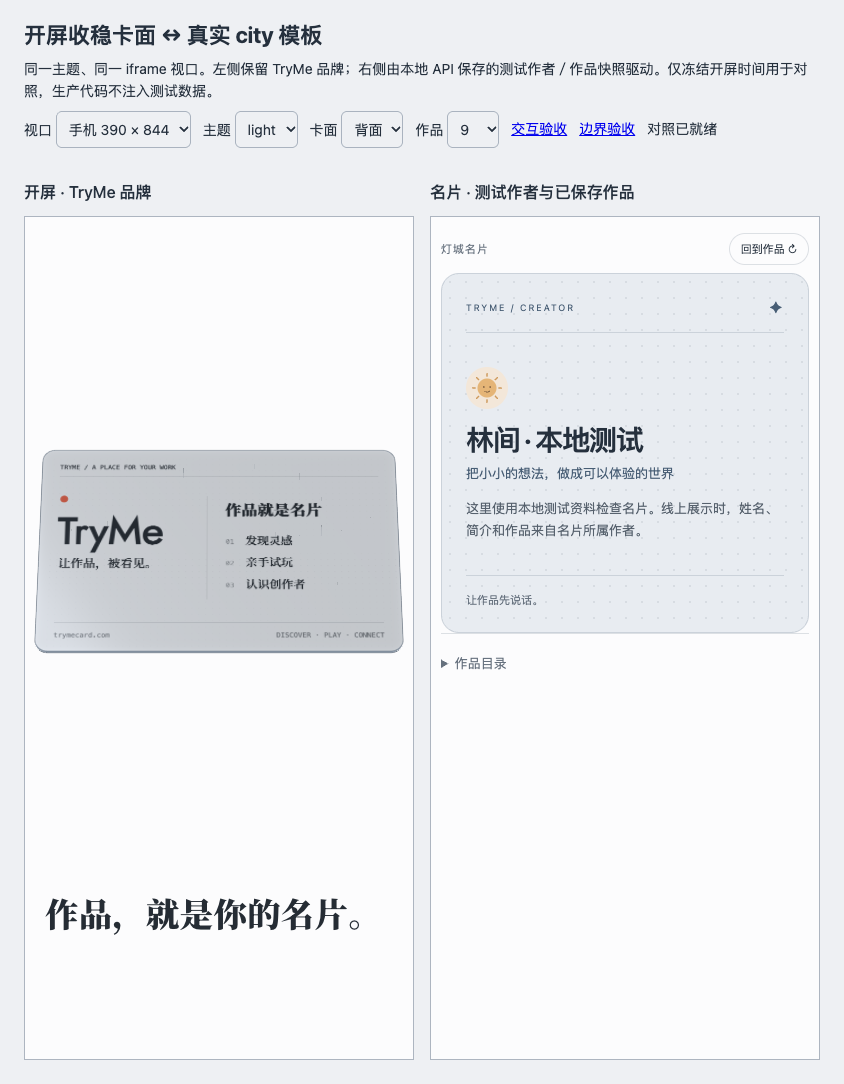 开屏收稳卡面 ↔ 真实 city 模板
同一主题、同一 iframe 视口。左侧保留 TryMe 品牌；右侧由本地 API 保存的测试作者 / 作品快照驱动。仅冻结开屏时间用于对
照，生产代码不注入测试数据。
视口 手机 390 × 844 主题 light 卡面 背面 作品 9 交互验收 边界验收 对照已就绪
开屏 · TryMe 品牌
TRYME / A PLACE FOR YOUR WORK
TryMe
让作品，被看见。
作品就是名片
01 发现灵感
02 亲手试玩
03 认识创作者
trymecard.com
DISCOVER · PLAY · CONNECT
作品，就是你的名片。
名片 · 测试作者与已保存作品
灯城名片
回到作品 ↻
TRYME / CREATOR
林间 · 本地测试
把小小的想法，做成可以体验的世界
这里使用本地测试资料检查名片。线上展示时，姓名、
简介和作品来自名片所属作者。
让作品先说话。
▶ 作品目录